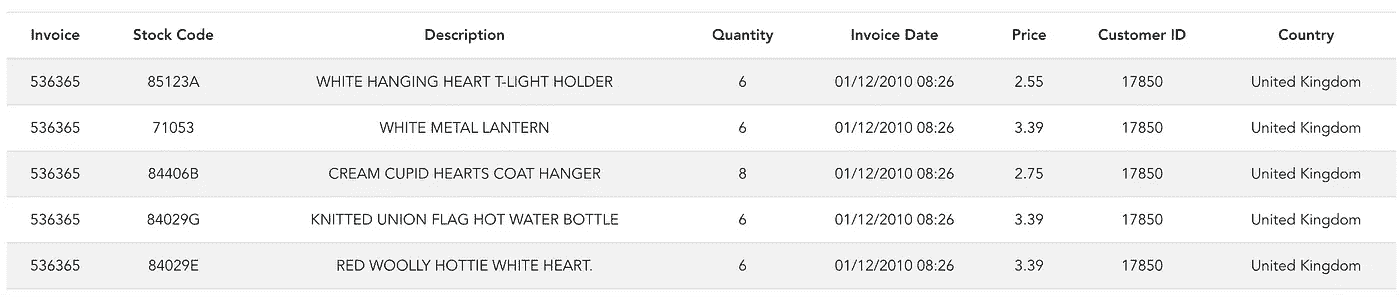 Invoice Stock Code Description Quantity Invoice Date Price Customer ID Country
536365 85123A WHITE HANGING HEART T-LIGHT HOLDER 6 01/12/2010 08:26 2.55 17850 United Kingdom
536365 71053 WHITE METAL LANTERN 6 01/12/2010 08:26 3.39 17850 United Kingdom
536365 84406B CREAM CUPID HEARTS COAT HANGER 8 01/12/2010 08:26 2.75 17850 United Kingdom
536365 84029G KNITTED UNION FLAG HOT WATER BOTTLE 6 01/12/2010 08:26 3.39 17850 United Kingdom
536365 84029E RED WOOLLY HOTTIE WHITE HEART. 6 01/12/2010 08:26 3.39 17850 United Kingdom